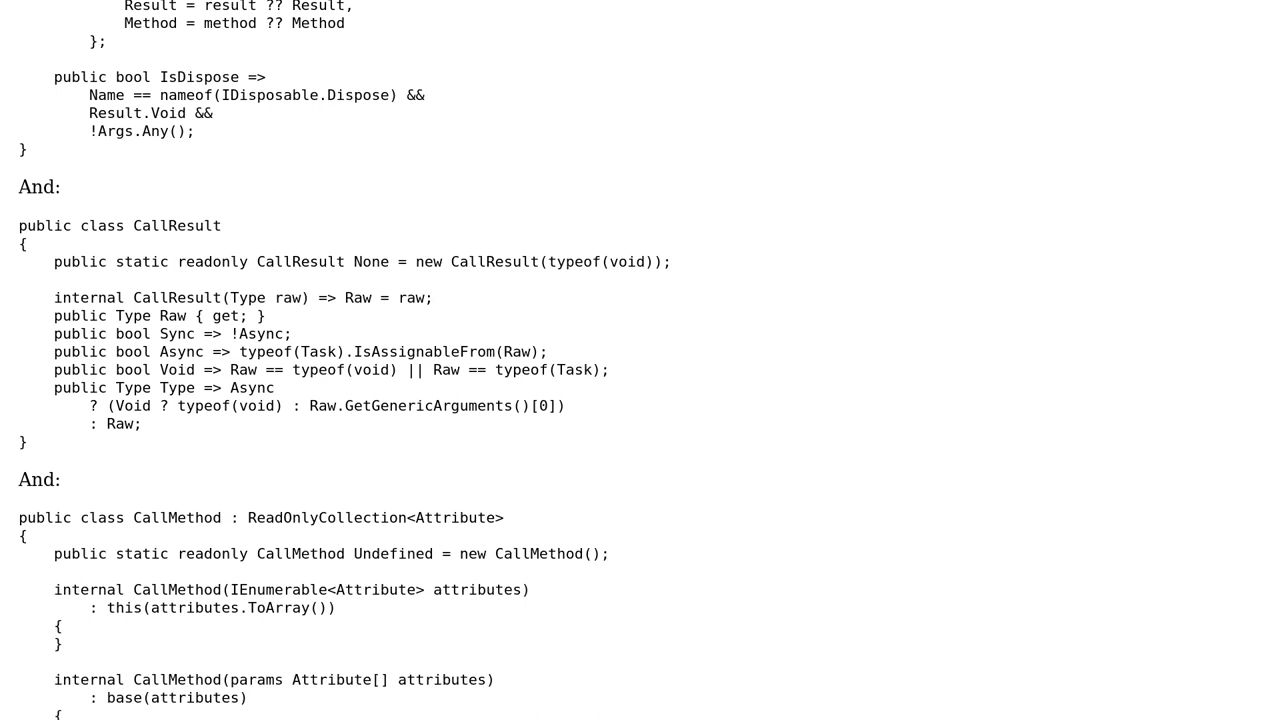 Result = result ?? Result,
            Method = method ?? Method
        };

    public bool IsDispose =>
        Name == nameof(IDisposable.Dispose) &&
        Result.Void &&
        !Args.Any();
}

And:

public class CallResult
{
    public static readonly CallResult None = new CallResult(typeof(void));

    internal CallResult(Type raw) => Raw = raw;
    public Type Raw { get; }
    public bool Sync => !Async;
    public bool Async => typeof(Task).IsAssignableFrom(Raw);
    public bool Void => Raw == typeof(void) || Raw == typeof(Task);
    public Type Type => Async
        ? (Void ? typeof(void) : Raw.GetGenericArguments()[0])
        : Raw;
}

And:

public class CallMethod : ReadOnlyCollection<Attribute>
{
    public static readonly CallMethod Undefined = new CallMethod();

    internal CallMethod(IEnumerable<Attribute> attributes)
        : this(attributes.ToArray())
    {
    }

    internal CallMethod(params Attribute[] attributes)
        : base(attributes)
    {